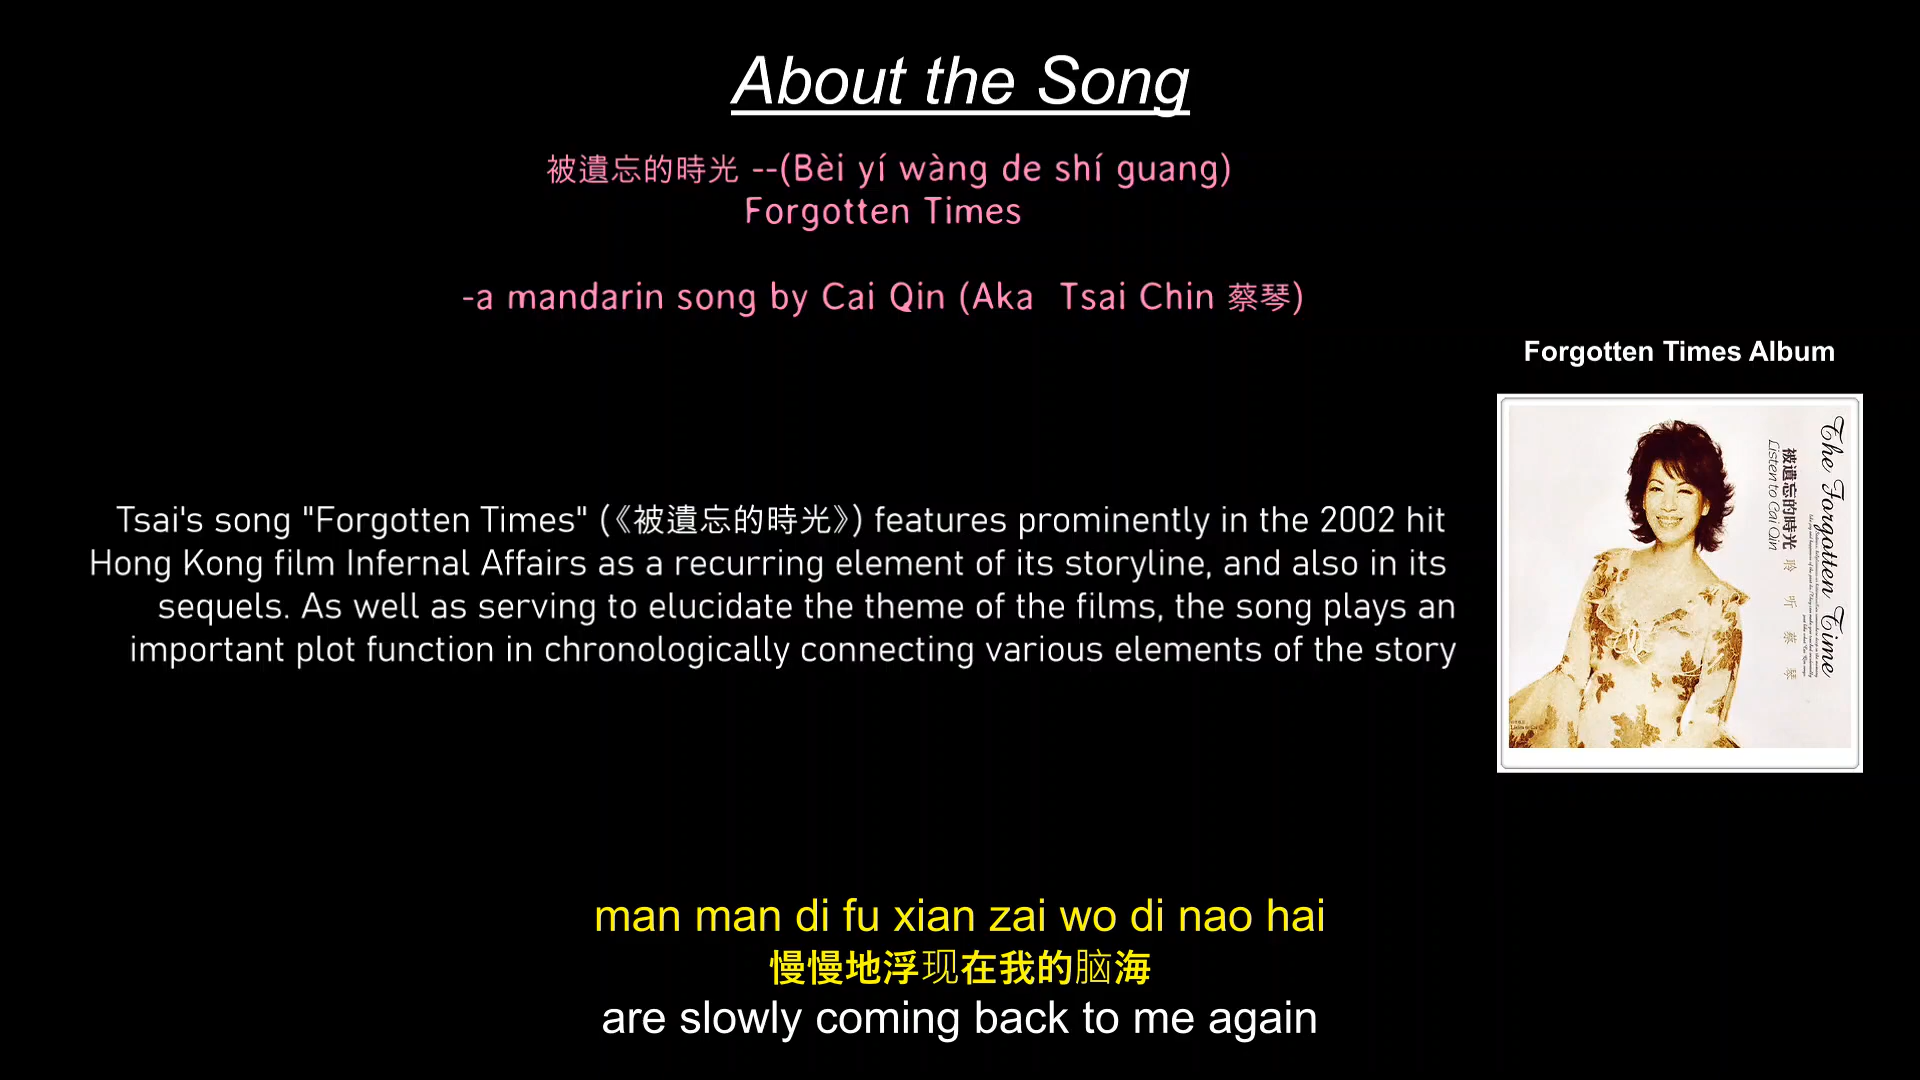 About the Song
被遺忘的時光 --(Bèi yí wàng de shí guang)
Forgotten Times
-a mandarin song by Cai Qin (Aka  Tsai Chin 蔡琴)
Forgotten Times Album
The Forgotten Time
被遺忘的時光 聆 听 蔡 琴
Listen to Cai Qin
Tsai's song "Forgotten Times" (《被遺忘的時光》) features prominently in the 2002 hit
Hong Kong film Infernal Affairs as a recurring element of its storyline, and also in its
sequels. As well as serving to elucidate the theme of the films, the song plays an
important plot function in chronologically connecting various elements of the story
man man di fu xian zai wo di nao hai
慢慢地浮现在我的脑海
are slowly coming back to me again